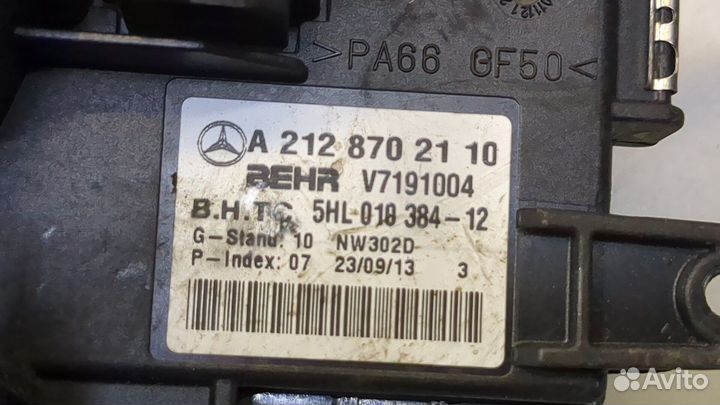 >PA66 GF50<
A 212 870 21 10
BEHR V7191004
B.H.T.C. 5HL 018 384-12
G-Stand: 10 NW302D
P-Index: 07 23/09/13 3
Avito